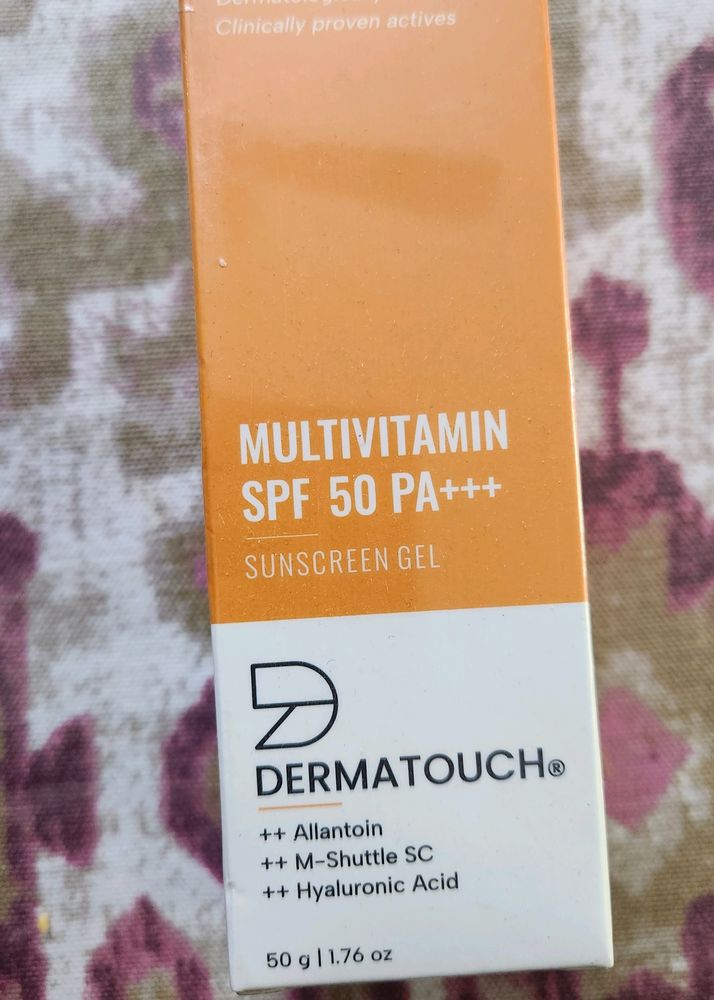 Clinically proven actives
MULTIVITAMIN
SPF 50 PA+++
SUNSCREEN GEL
DERMATOUCH®
++ Allantoin
++ M-Shuttle SC
++ Hyaluronic Acid
50 g | 1.76 oz